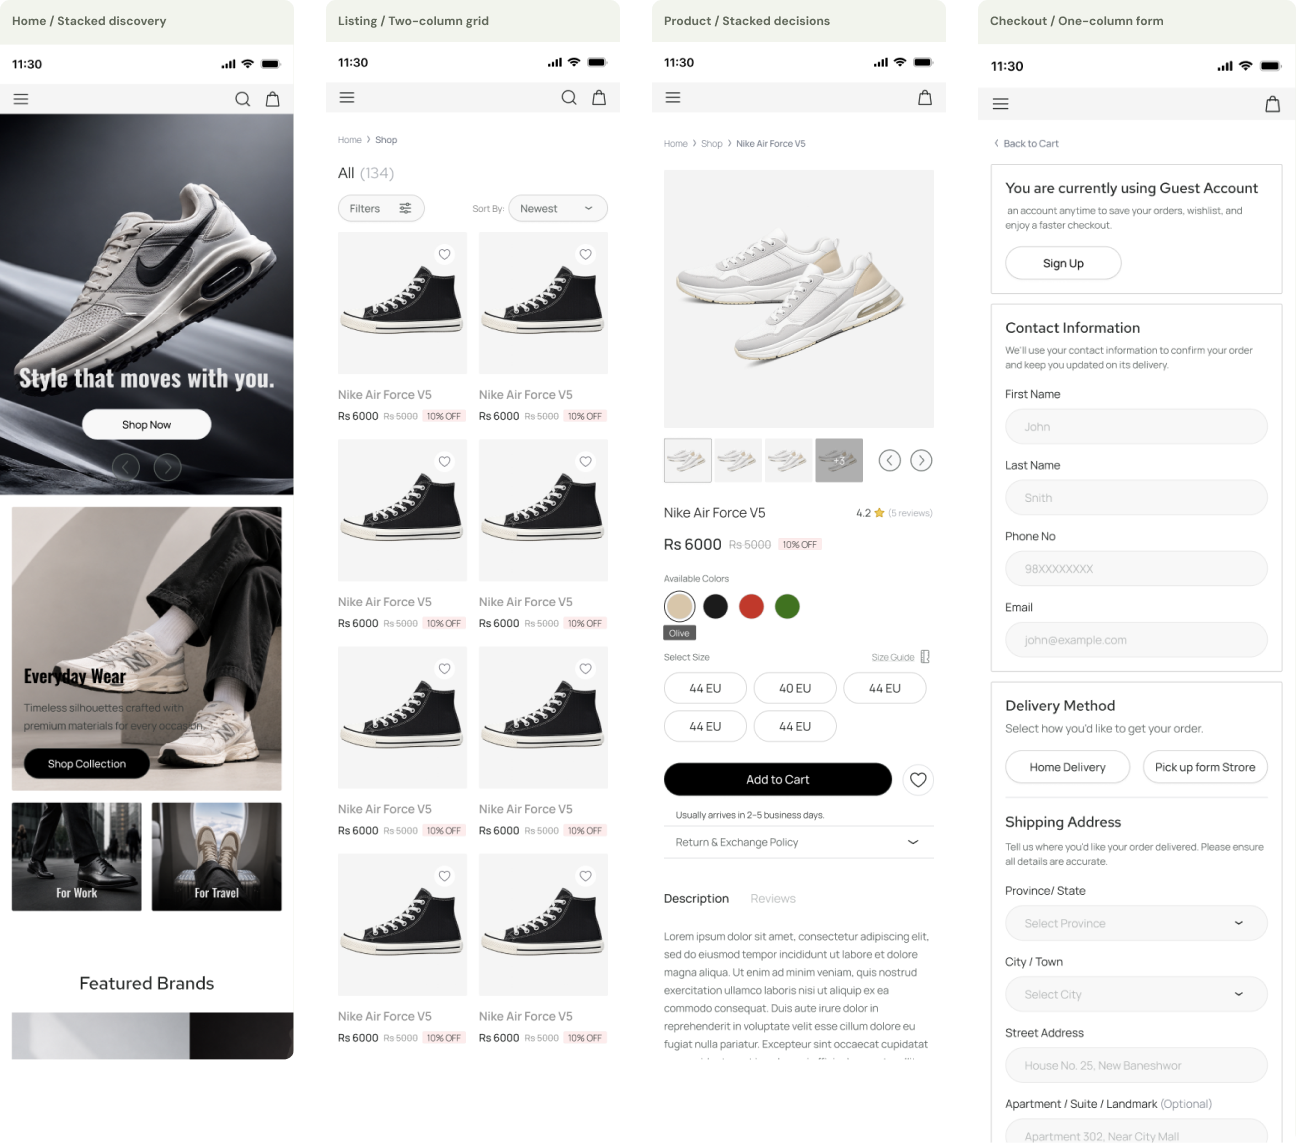 Home / Stacked discovery
11:30
Style that moves with you.
Shop Now
Everyday Wear
Timeless silhouettes crafted with
premium materials for every occasion.
Shop Collection
For Work
For Travel
Featured Brands
Listing / Two-column grid
11:30
Home > Shop
All (134)
Filters
Sort By: Newest
Nike Air Force V5 Nike Air Force V5
Rs 6000 Rs 5000 10% OFF Rs 6000 Rs 5000 10% OFF
Nike Air Force V5 Nike Air Force V5
Rs 6000 Rs 5000 10% OFF Rs 6000 Rs 5000 10% OFF
Nike Air Force V5 Nike Air Force V5
Rs 6000 Rs 5000 10% OFF Rs 6000 Rs 5000 10% OFF
Nike Air Force V5 Nike Air Force V5
Rs 6000 Rs 5000 10% OFF Rs 6000 Rs 5000 10% OFF
Product / Stacked decisions
11:30
Home > Shop > Nike Air Force V5
+3
Nike Air Force V5 4.2 (5 reviews)
Rs 6000 Rs 5000 10% OFF
Available Colors
Olive
Select Size Size Guide
44 EU 40 EU 44 EU
44 EU 44 EU
Add to Cart
Usually arrives in 2-5 business days.
Return & Exchange Policy
Description Reviews
Lorem ipsum dolor sit amet, consectetur adipiscing elit,
sed do eiusmod tempor incididunt ut labore et dolore
magna aliqua. Ut enim ad minim veniam, quis nostrud
exercitation ullamco laboris nisi ut aliquip ex ea
commodo consequat. Duis aute irure dolor in
reprehenderit in voluptate velit esse cillum dolore eu
fugiat nulla pariatur. Excepteur sint occaecat cupidatat
Checkout / One-column form
11:30
Back to Cart
You are currently using Guest Account
an account anytime to save your orders, wishlist, and
enjoy a faster checkout.
Sign Up
Contact Information
We'll use your contact information to confirm your order
and keep you updated on its delivery.
First Name
John
Last Name
Snith
Phone No
98XXXXXXXX
Email
john@example.com
Delivery Method
Select how you'd like to get your order.
Home Delivery Pick up form Strore
Shipping Address
Tell us where you'd like your order delivered. Please ensure
all details are accurate.
Province/ State
Select Province
City / Town
Select City
Street Address
House No. 25, New Baneshwor
Apartment / Suite / Landmark (Optional)
Apartment 302, Near City Mall